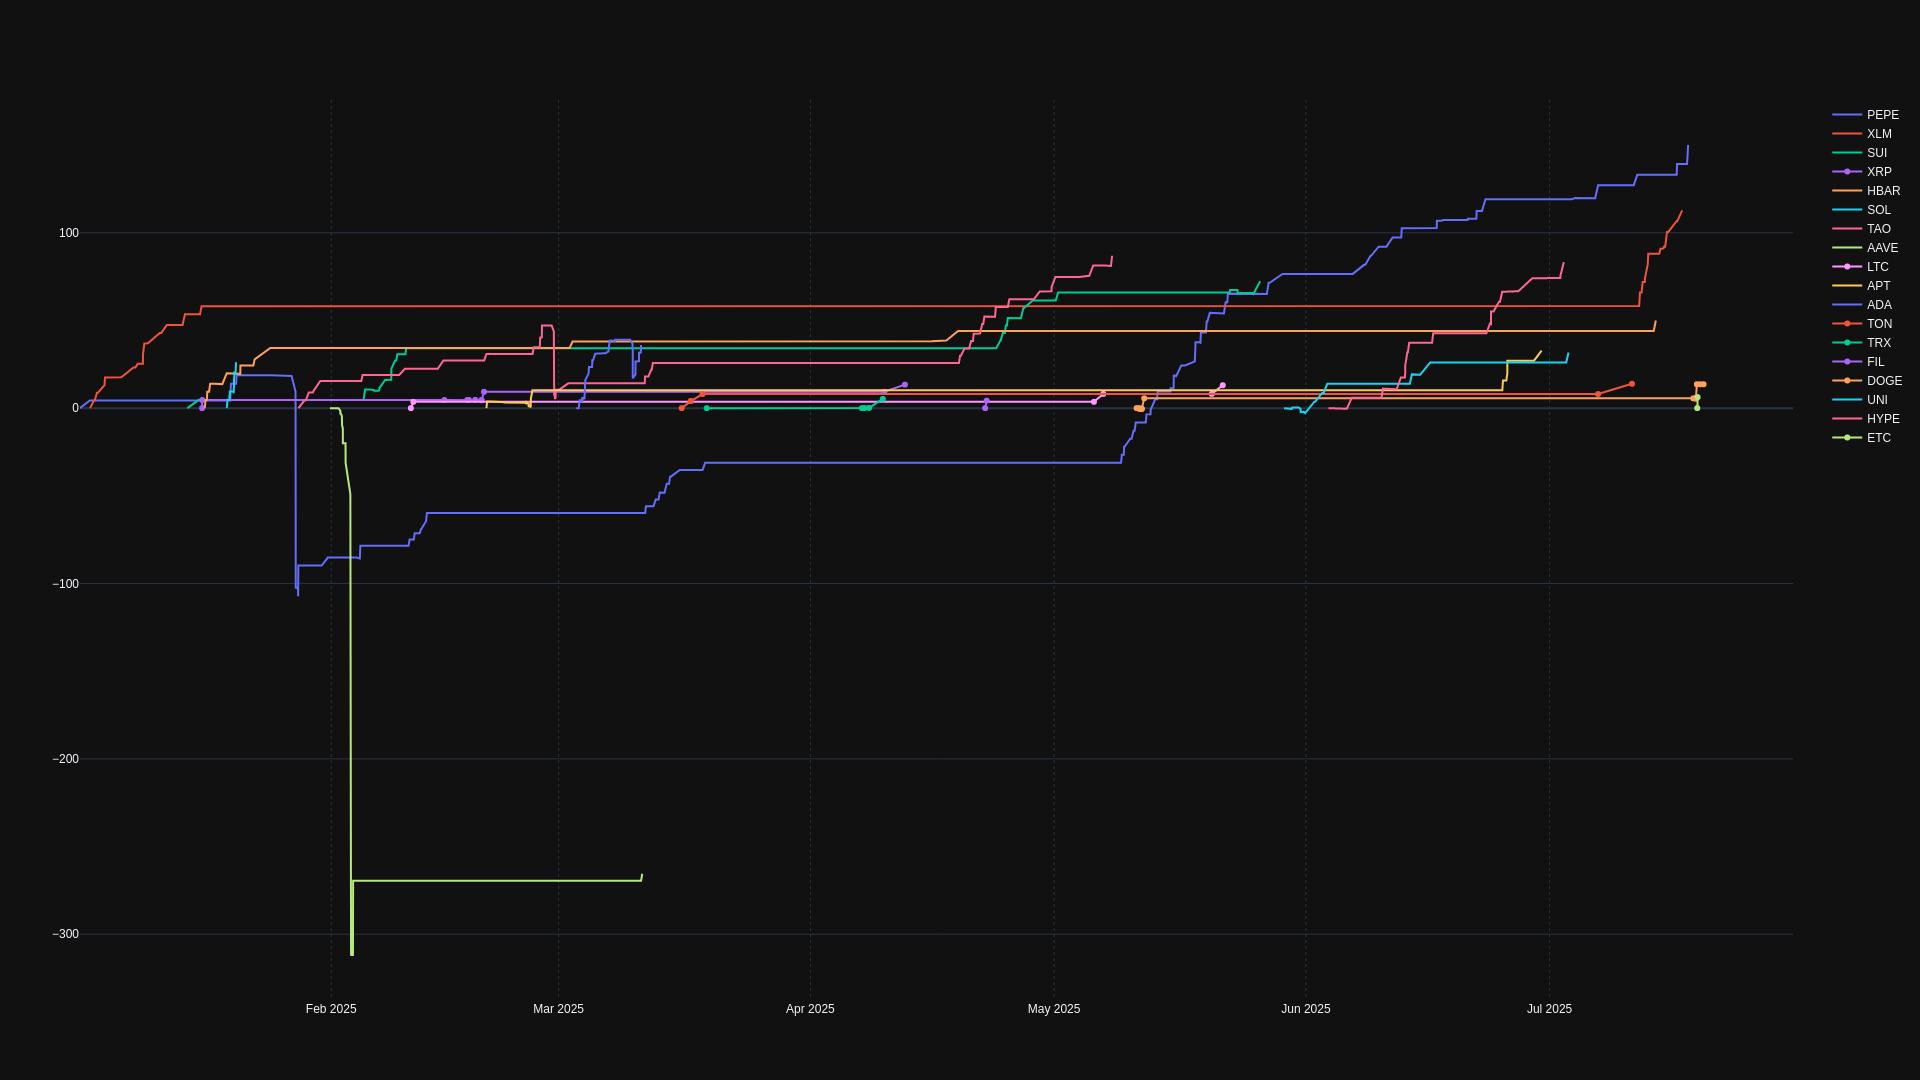 100
0
−100
−200
−300
Feb 2025
Mar 2025
Apr 2025
May 2025
Jun 2025
Jul 2025
PEPE
XLM
SUI
XRP
HBAR
SOL
TAO
AAVE
LTC
APT
ADA
TON
TRX
FIL
DOGE
UNI
HYPE
ETC